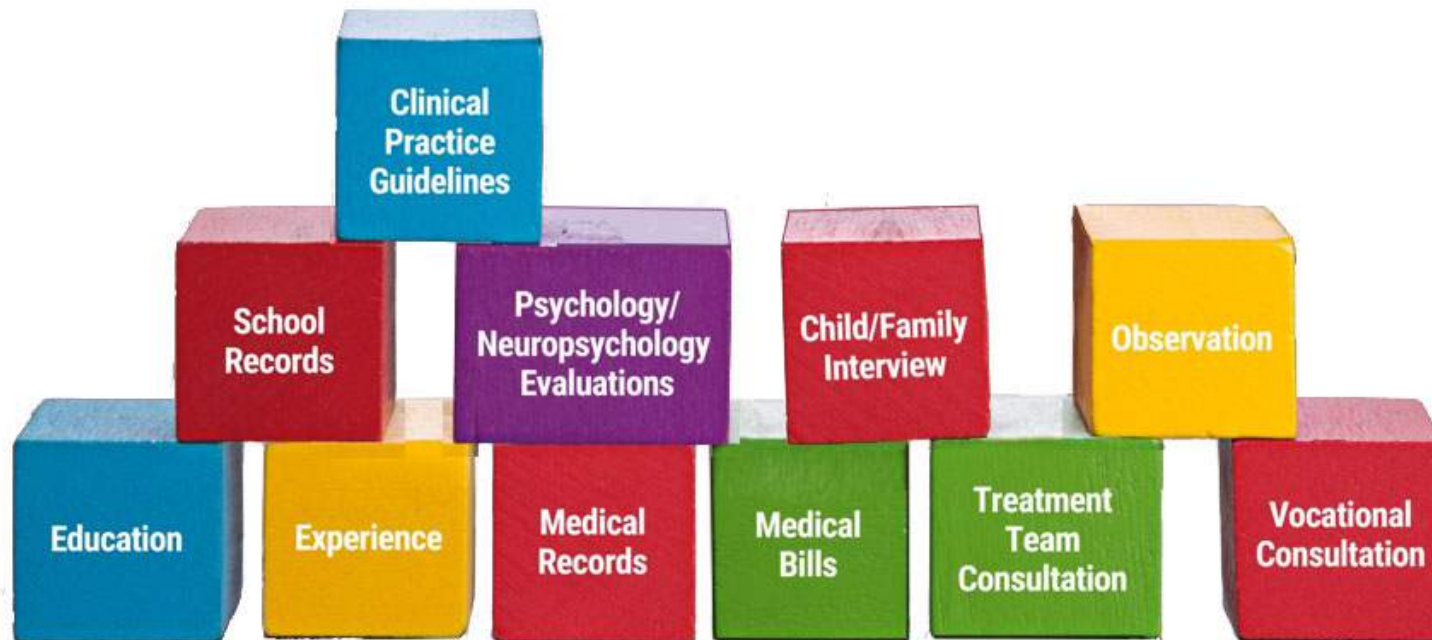 Clinical
Practice
Guidelines
School
Records
Psychology/
Neuropsychology
Evaluations
Child/Family
Interview
Observation
Education
Experience
Medical
Records
Medical
Bills
Treatment
Team
Consultation
Vocational
Consultation